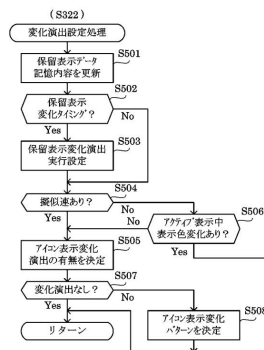 (S322)
変化演出設定処理
S501
保留表示データ
記憶内容を更新
S502
保留表示
変化タイミング?
No
Yes
S503
保留表示変化演出
実行設定
S504
擬似連あり?
No
S506
アクティブ表示中
表示色変化あり?
Yes
No
Yes
S505
アイコン表示変化
演出の有無を決定
S507
変化演出なし?
No
Yes
S508
アイコン表示変化
パターンを決定
リターン